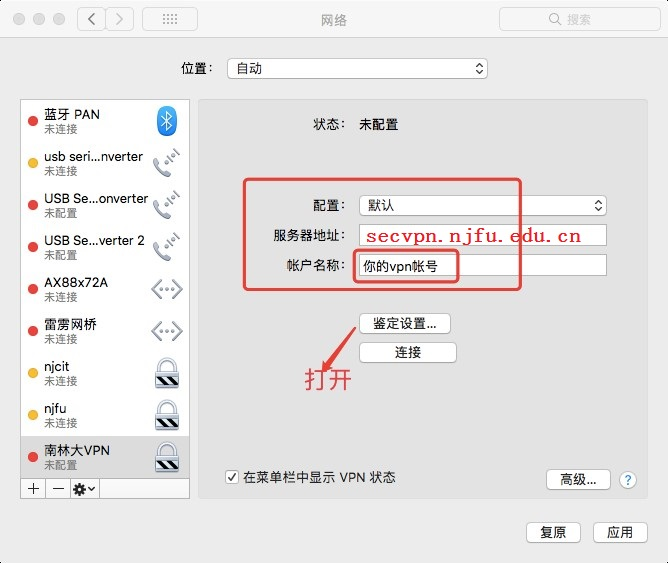 网络
搜索
位置： 自动
蓝牙 PAN
未连接
usb seri...nverter
未连接
USB Se...onverter
未配置
USB Se...verter 2
未配置
AX88x72A
未连接
雷雳网桥
未连接
njcit
未连接
njfu
未连接
南林大VPN
未配置
状态： 未配置
配置： 默认
服务器地址： secvpn.njfu.edu.cn
帐户名称： 你的vpn帐号
鉴定设置...
连接
打开
在菜单栏中显示 VPN 状态
高级...
?
复原
应用